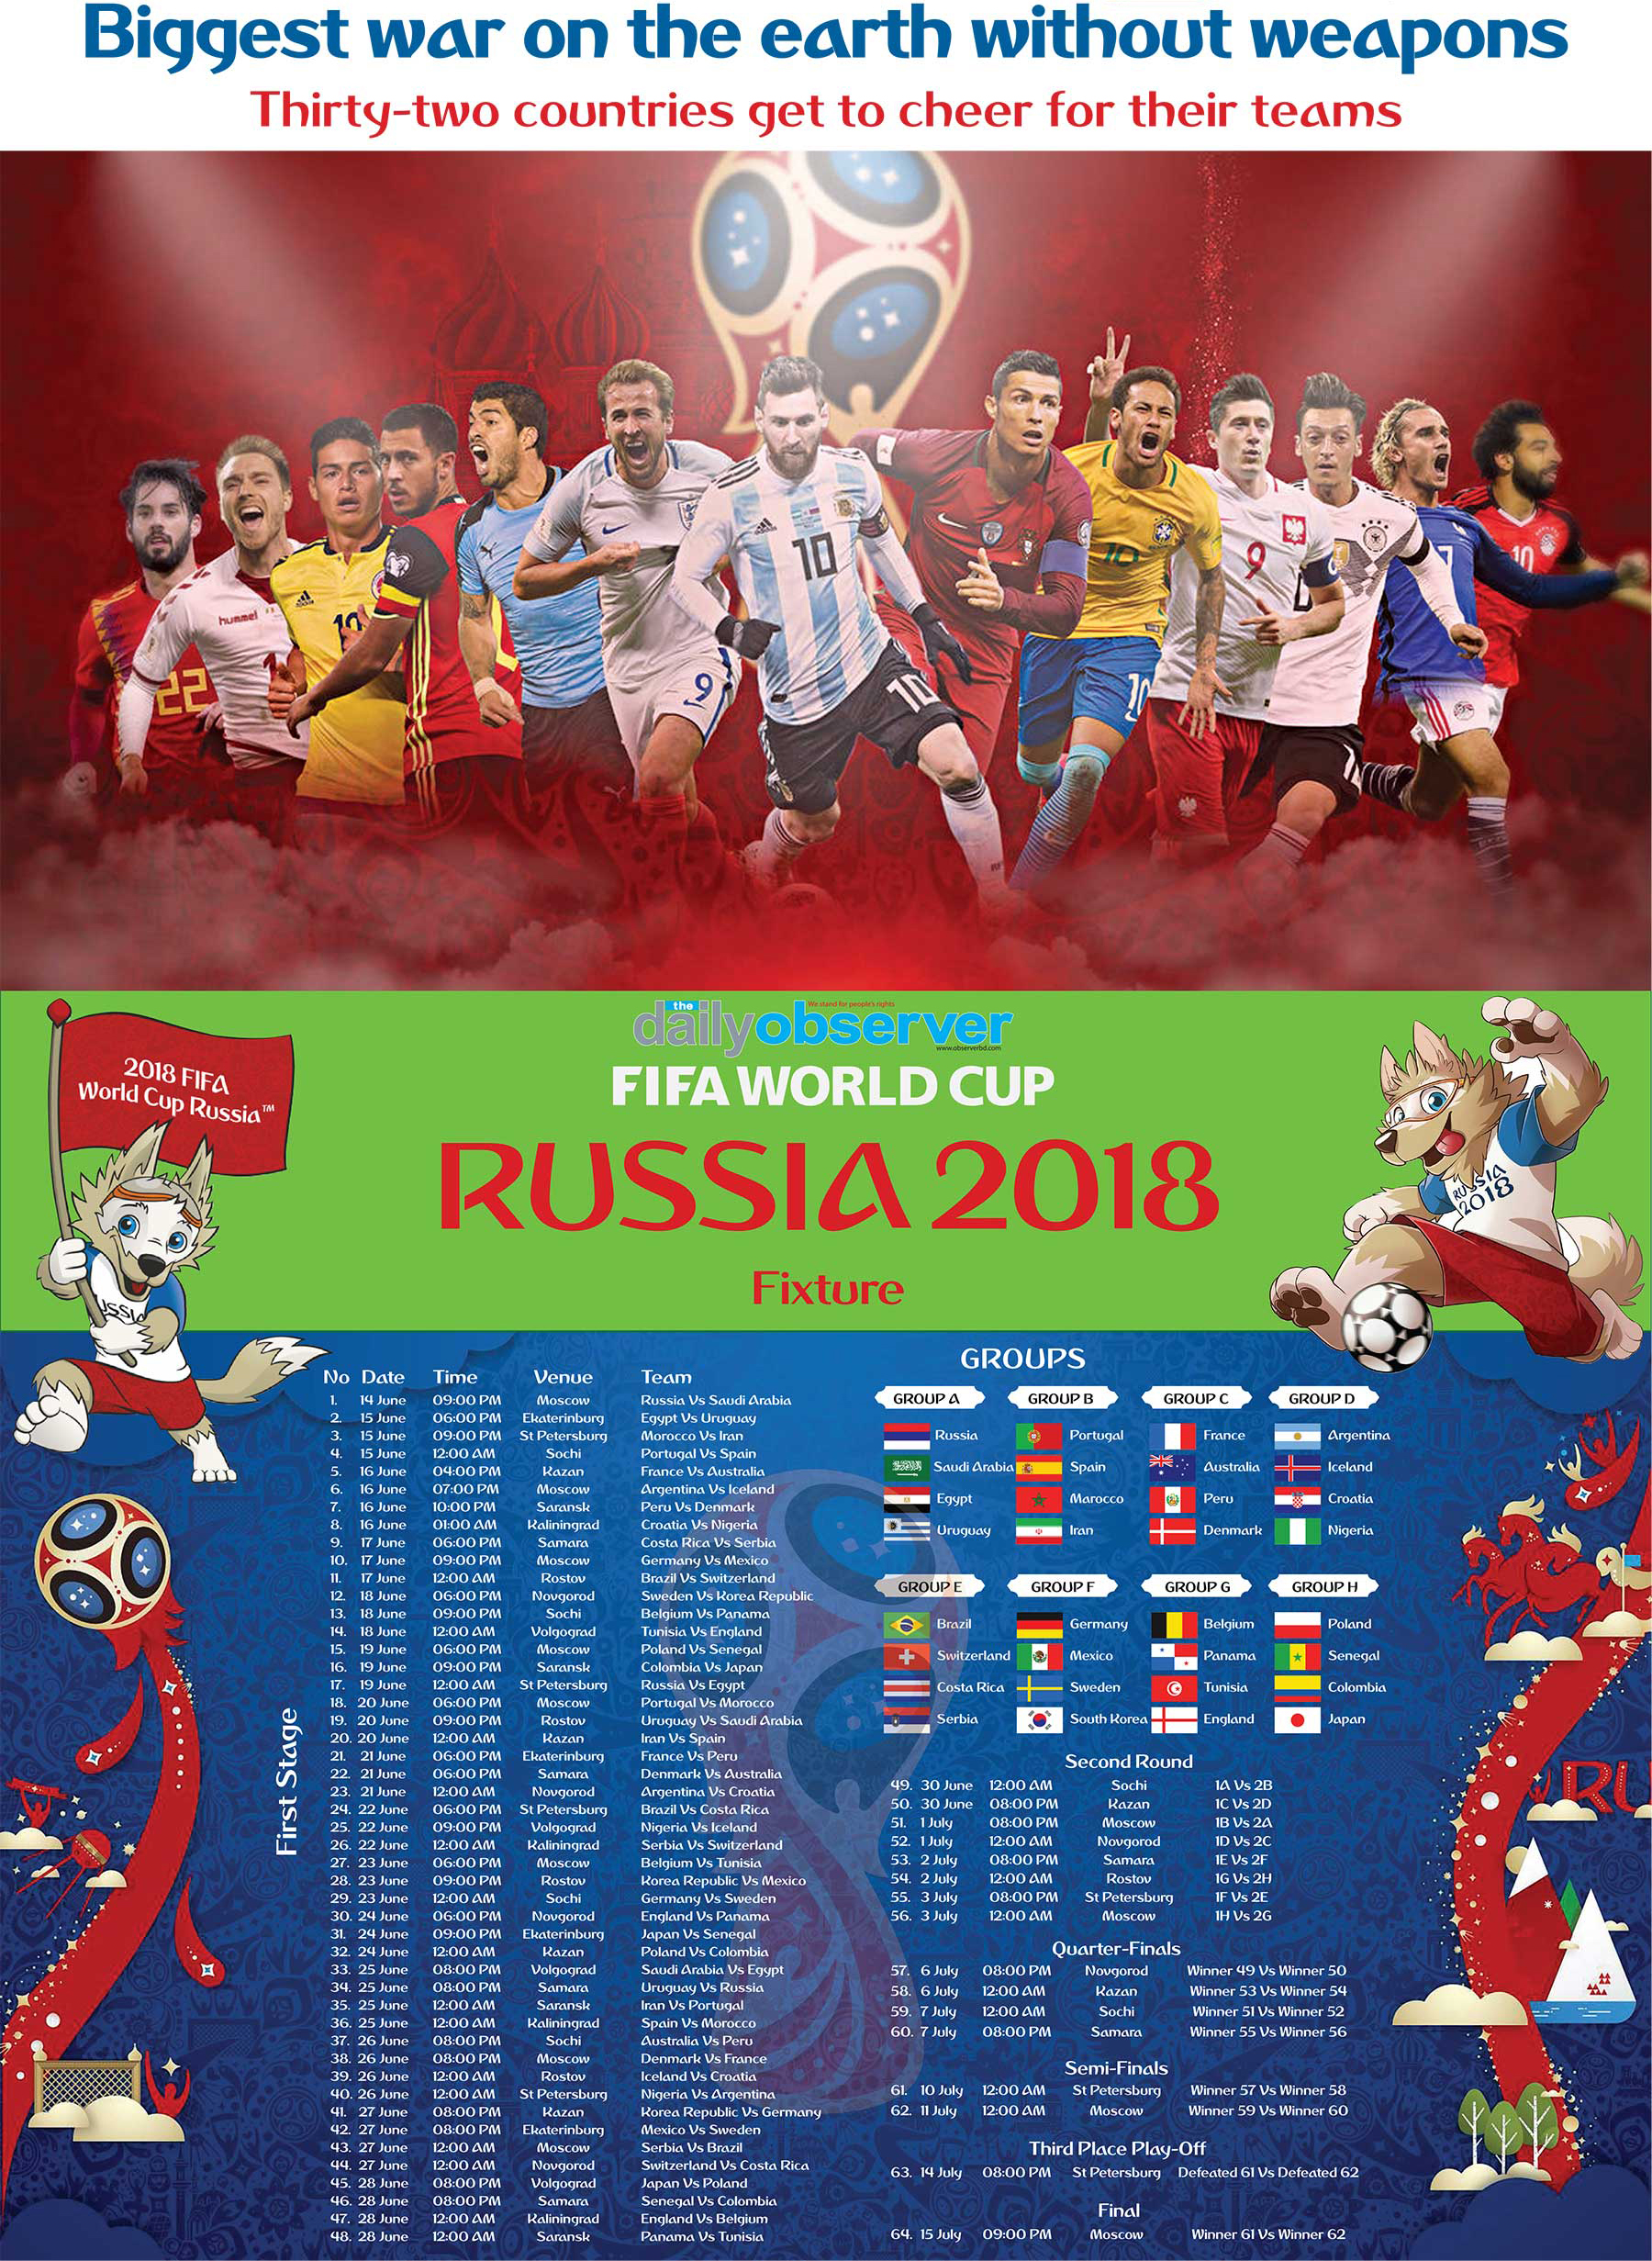 Biggest war on the earth without weapons
Thirty-two countries get to cheer for their teams
hummel
22
1
10
9
10
10
10
10
9
7
10
the dailyobserver
We stand for people's rights
www.observerbd.com
FIFA WORLD CUP
RUSSIA 2018
Fixture
2018 FIFA
World Cup Russia™
USSIA
RUSSIA
2018
First Stage
No Date Time Venue Team
1. 14 June 09:00 PM Moscow Russia Vs Saudi Arabia
2. 15 June 06:00 PM Ekaterinburg Egypt Vs Uruguay
3. 15 June 09:00 PM St Petersburg Morocco Vs Iran
4. 15 June 12:00 AM Sochi Portugal Vs Spain
5. 16 June 04:00 PM Kazan France Vs Australia
6. 16 June 07:00 PM Moscow Argentina Vs Iceland
7. 16 June 10:00 PM Saransk Peru Vs Denmark
8. 16 June 01:00 AM Kaliningrad Croatia Vs Nigeria
9. 17 June 06:00 PM Samara Costa Rica Vs Serbia
10. 17 June 09:00 PM Moscow Germany Vs Mexico
11. 17 June 12:00 AM Rostov Brazil Vs Switzerland
12. 18 June 06:00 PM Novgorod Sweden Vs Korea Republic
13. 18 June 09:00 PM Sochi Belgium Vs Panama
14. 18 June 12:00 AM Volgograd Tunisia Vs England
15. 19 June 06:00 PM Moscow Poland Vs Senegal
16. 19 June 09:00 PM Saransk Colombia Vs Japan
17. 19 June 12:00 AM St Petersburg Russia Vs Egypt
18. 20 June 06:00 PM Moscow Portugal Vs Morocco
19. 20 June 09:00 PM Rostov Uruguay Vs Saudi Arabia
20. 20 June 12:00 AM Kazan Iran Vs Spain
21. 21 June 06:00 PM Ekaterinburg France Vs Peru
22. 21 June 06:00 PM Samara Denmark Vs Australia
23. 21 June 12:00 AM Novgorod Argentina Vs Croatia
24. 22 June 06:00 PM St Petersburg Brazil Vs Costa Rica
25. 22 June 09:00 PM Volgograd Nigeria Vs Iceland
26. 22 June 12:00 AM Kaliningrad Serbia Vs Switzerland
27. 23 June 06:00 PM Moscow Belgium Vs Tunisia
28. 23 June 09:00 PM Rostov Korea Republic Vs Mexico
29. 23 June 12:00 AM Sochi Germany Vs Sweden
30. 24 June 06:00 PM Novgorod England Vs Panama
31. 24 June 09:00 PM Ekaterinburg Japan Vs Senegal
32. 24 June 12:00 AM Kazan Poland Vs Colombia
33. 25 June 08:00 PM Volgograd Saudi Arabia Vs Egypt
34. 25 June 08:00 PM Samara Uruguay Vs Russia
35. 25 June 12:00 AM Saransk Iran Vs Portugal
36. 25 June 12:00 AM Kaliningrad Spain Vs Morocco
37. 26 June 08:00 PM Sochi Australia Vs Peru
38. 26 June 08:00 PM Moscow Denmark Vs France
39. 26 June 12:00 AM Rostov Iceland Vs Croatia
40. 26 June 12:00 AM St Petersburg Nigeria Vs Argentina
41. 27 June 08:00 PM Kazan Korea Republic Vs Germany
42. 27 June 08:00 PM Ekaterinburg Mexico Vs Sweden
43. 27 June 12:00 AM Moscow Serbia Vs Brazil
44. 27 June 12:00 AM Novgorod Switzerland Vs Costa Rica
45. 28 June 08:00 PM Volgograd Japan Vs Poland
46. 28 June 08:00 PM Samara Senegal Vs Colombia
47. 28 June 12:00 AM Kaliningrad England Vs Belgium
48. 28 June 12:00 AM Saransk Panama Vs Tunisia
GROUPS
GROUP A GROUP B GROUP C GROUP D
Russia Portugal France Argentina
Saudi Arabia Spain Australia Iceland
Egypt Marocco Peru Croatia
Uruguay Iran Denmark Nigeria
GROUP E GROUP F GROUP G GROUP H
Brazil Germany Belgium Poland
Switzerland Mexico Panama Senegal
Costa Rica Sweden Tunisia Colombia
Serbia South Korea England Japan
Second Round
49. 30 June 12:00 AM Sochi 1A Vs 2B
50. 30 June 08:00 PM Kazan 1C Vs 2D
51. 1 July 08:00 PM Moscow 1B Vs 2A
52. 1 July 12:00 AM Novgorod 1D Vs 2C
53. 2 July 08:00 PM Samara 1E Vs 2F
54. 2 July 12:00 AM Rostov 1G Vs 2H
55. 3 July 08:00 PM St Petersburg 1F Vs 2E
56. 3 July 12:00 AM Moscow 1H Vs 2G
Quarter-Finals
57. 6 July 08:00 PM Novgorod Winner 49 Vs Winner 50
58. 6 July 12:00 AM Kazan Winner 53 Vs Winner 54
59. 7 July 12:00 AM Sochi Winner 51 Vs Winner 52
60. 7 July 08:00 PM Samara Winner 55 Vs Winner 56
Semi-Finals
61. 10 July 12:00 AM St Petersburg Winner 57 Vs Winner 58
62. 11 July 12:00 AM Moscow Winner 59 Vs Winner 60
Third Place Play-Off
63. 14 July 08:00 PM St Petersburg Defeated 61 Vs Defeated 62
Final
64. 15 July 09:00 PM Moscow Winner 61 Vs Winner 62
RU